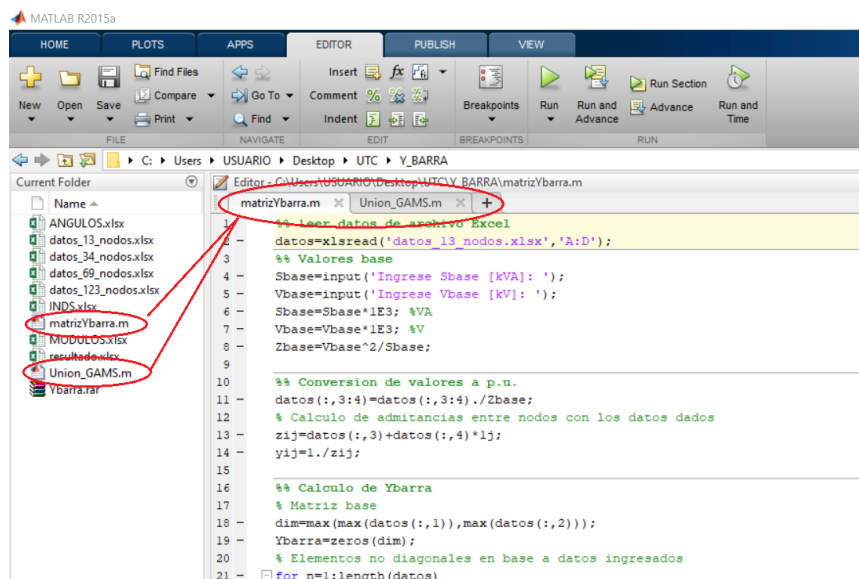 MATLAB R2015a
HOME PLOTS APPS EDITOR PUBLISH VIEW
New Open Save Find Files Compare Print
Go To Find
Insert fx Comment Indent
Breakpoints Run Run and Advance Run Section Advance Run and Time
FILE NAVIGATE EDIT BREAKPOINTS RUN
C: Users USUARIO Desktop UTC Y_BARRA
Current Folder
Name
ANGULOS.xlsx
datos_13_nodos.xlsx
datos_34_nodos.xlsx
datos_69_nodos.xlsx
datos_123_nodos.xlsx
INDS.xlsx
matrizYbarra.m
MODULOS.xlsx
resultado.xlsx
Union_GAMS.m
Ybarra.rar
Editor - C:\Users\USUARIO\Desktop\UTC\Y_BARRA\matrizYbarra.m
matrizYbarra.m Union_GAMS.m
1 %% Leer datos de archivo Excel
2 - datos=xlsread('datos_13_nodos.xlsx','A:D');
3 %% Valores base
4 - Sbase=input('Ingrese Sbase [kVA]: ');
5 - Vbase=input('Ingrese Vbase [kV]: ');
6 - Sbase=Sbase*1E3; %VA
7 - Vbase=Vbase*1E3; %V
8 - Zbase=Vbase^2/Sbase;
9
10 %% Conversion de valores a p.u.
11 - datos(:,3:4)=datos(:,3:4)./Zbase;
12 % Calculo de admitancias entre nodos con los datos dados
13 - zij=datos(:,3)+datos(:,4)*1j;
14 - yij=1./zij;
15
16 %% Calculo de Ybarra
17 % Matriz base
18 - dim=max(max(datos(:,1)),max(datos(:,2)));
19 - Ybarra=zeros(dim);
20 % Elementos no diagonales en base a datos ingresados
21 - for n=1:length(datos)